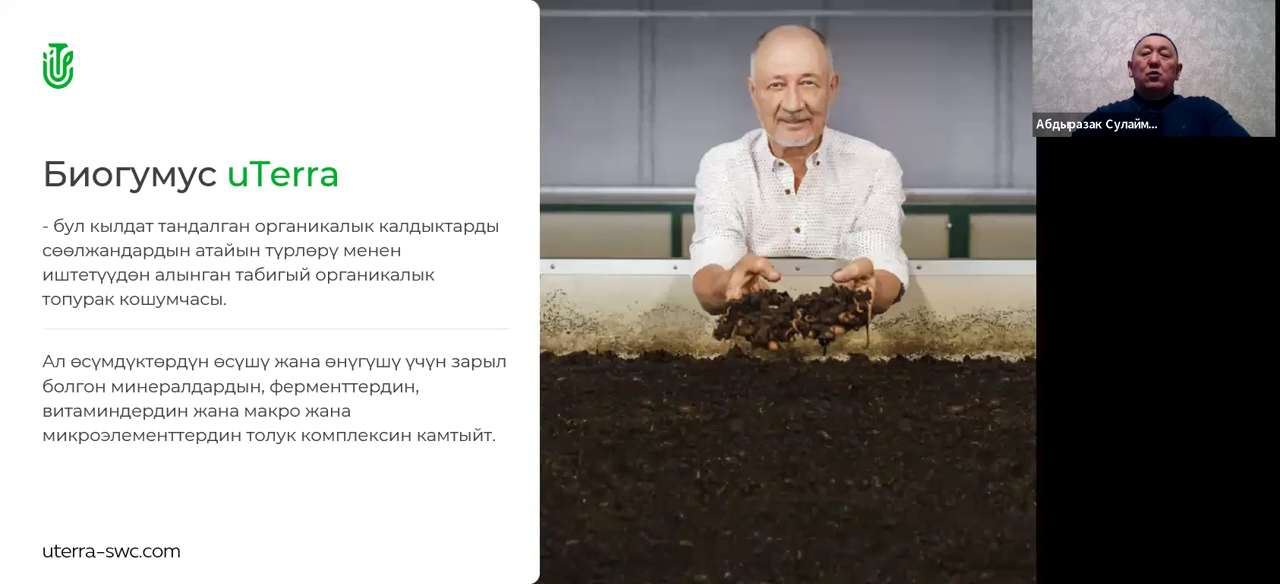 Биогумус uTerra
- бул кылдат тандалган органикалык калдыктарды
сөөлжандардын атайын түрлөрү менен
иштетүүдөн алынган табигый органикалык
топурак кошумчасы.
Ал өсүмдүктөрдүн өсүшү жана өнүгүшү үчүн зарыл
болгон минералдардын, ферменттердин,
витаминдердин жана макро жана
микроэлементтердин толук комплексин камтыйт.
uterra-swc.com
Абдыразак Сулайм...